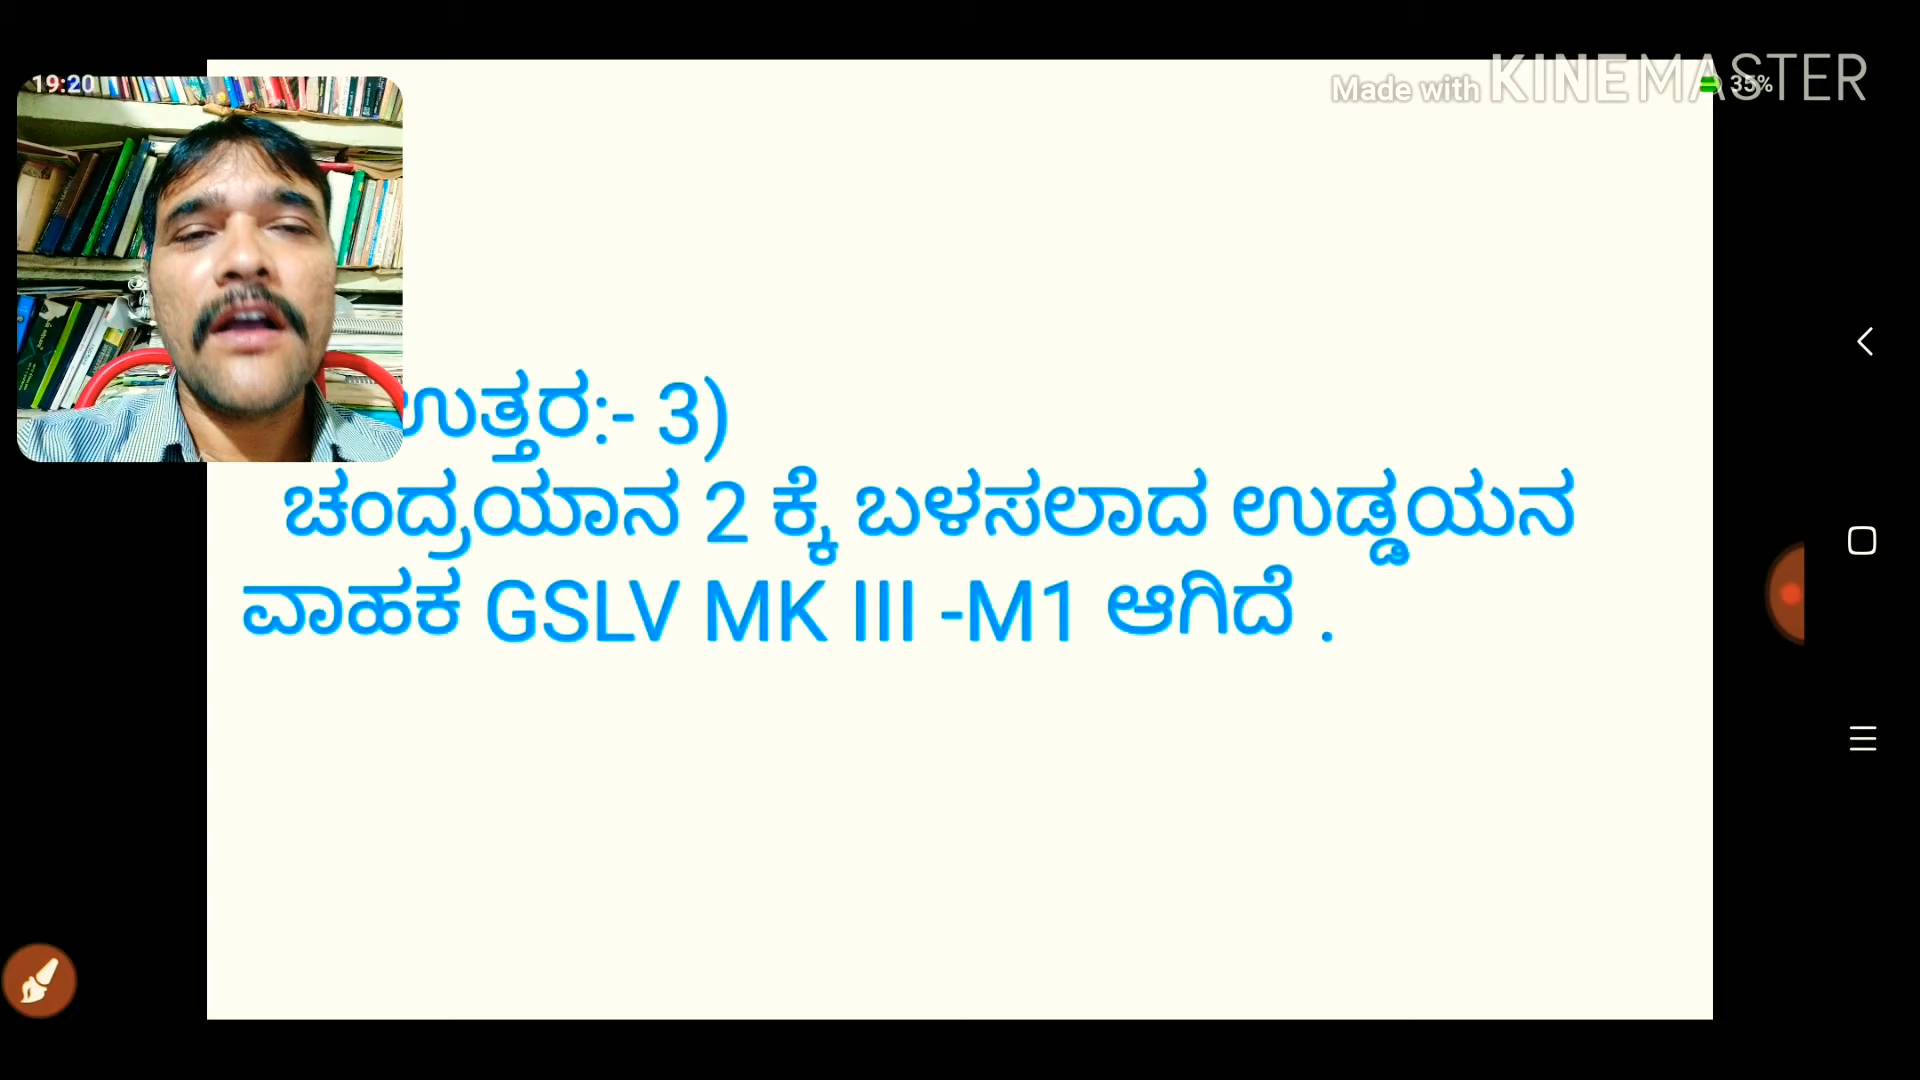 19:20
Made with KINEMASTER
35%
ಉತ್ತರ:- 3)
ಚಂದ್ರಯಾನ 2 ಕ್ಕೆ ಬಳಸಲಾದ ಉಡ್ಡಯನ
ವಾಹಕ GSLV MK III -M1 ಆಗಿದೆ .